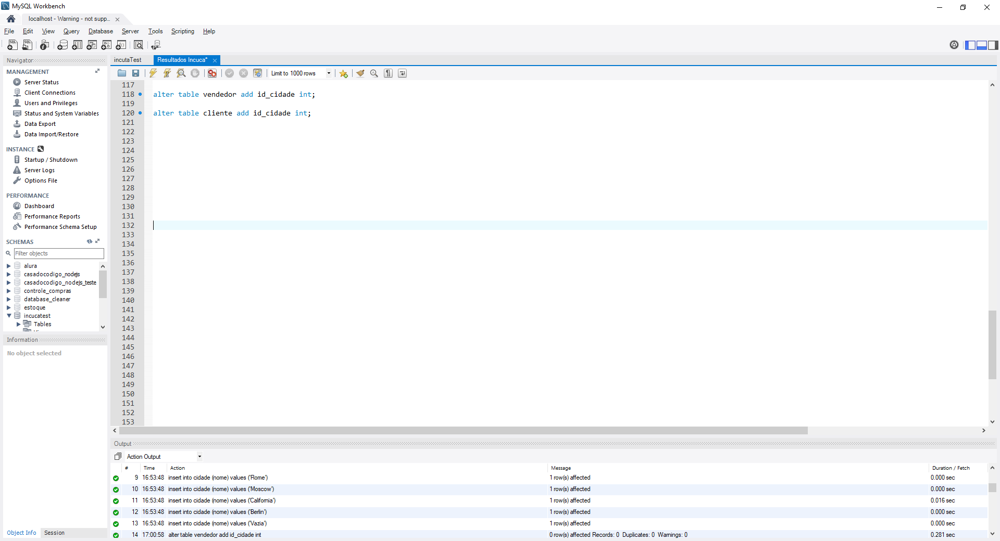 MySQL Workbench
localhost - Warning - not supp...
File Edit View Query Database Server Tools Scripting Help
Navigator
incutaTest Resultados Incuca*
MANAGEMENT
Server Status
Client Connections
Users and Privileges
Status and System Variables
Data Export
Data Import/Restore
INSTANCE
Startup / Shutdown
Server Logs
Options File
PERFORMANCE
Dashboard
Performance Reports
Performance Schema Setup
SCHEMAS
Filter objects
alura
casadocodigo_nodejs
casadocodigo_nodejs_teste
controle_compras
database_cleaner
estoque
incucatest
Tables
Information
No object selected
Object Info Session
Limit to 1000 rows
117
118 alter table vendedor add id_cidade int;
119
120 alter table cliente add id_cidade int;
121
122
123
124
125
126
127
128
129
130
131
132
133
134
135
136
137
138
139
140
141
142
143
144
145
146
147
148
149
150
151
152
153
Output
Action Output
# Time Action Message Duration / Fetch
9 16:53:48 insert into cidade (nome) values ('Rome') 1 row(s) affected 0.000 sec
10 16:53:48 insert into cidade (nome) values ('Moscow') 1 row(s) affected 0.000 sec
11 16:53:48 insert into cidade (nome) values ('California') 1 row(s) affected 0.016 sec
12 16:53:48 insert into cidade (nome) values ('Berlin') 1 row(s) affected 0.000 sec
13 16:53:48 insert into cidade (nome) values ('Vazia') 1 row(s) affected 0.000 sec
14 17:00:58 alter table vendedor add id_cidade int 0 row(s) affected Records: 0 Duplicates: 0 Warnings: 0 0.281 sec